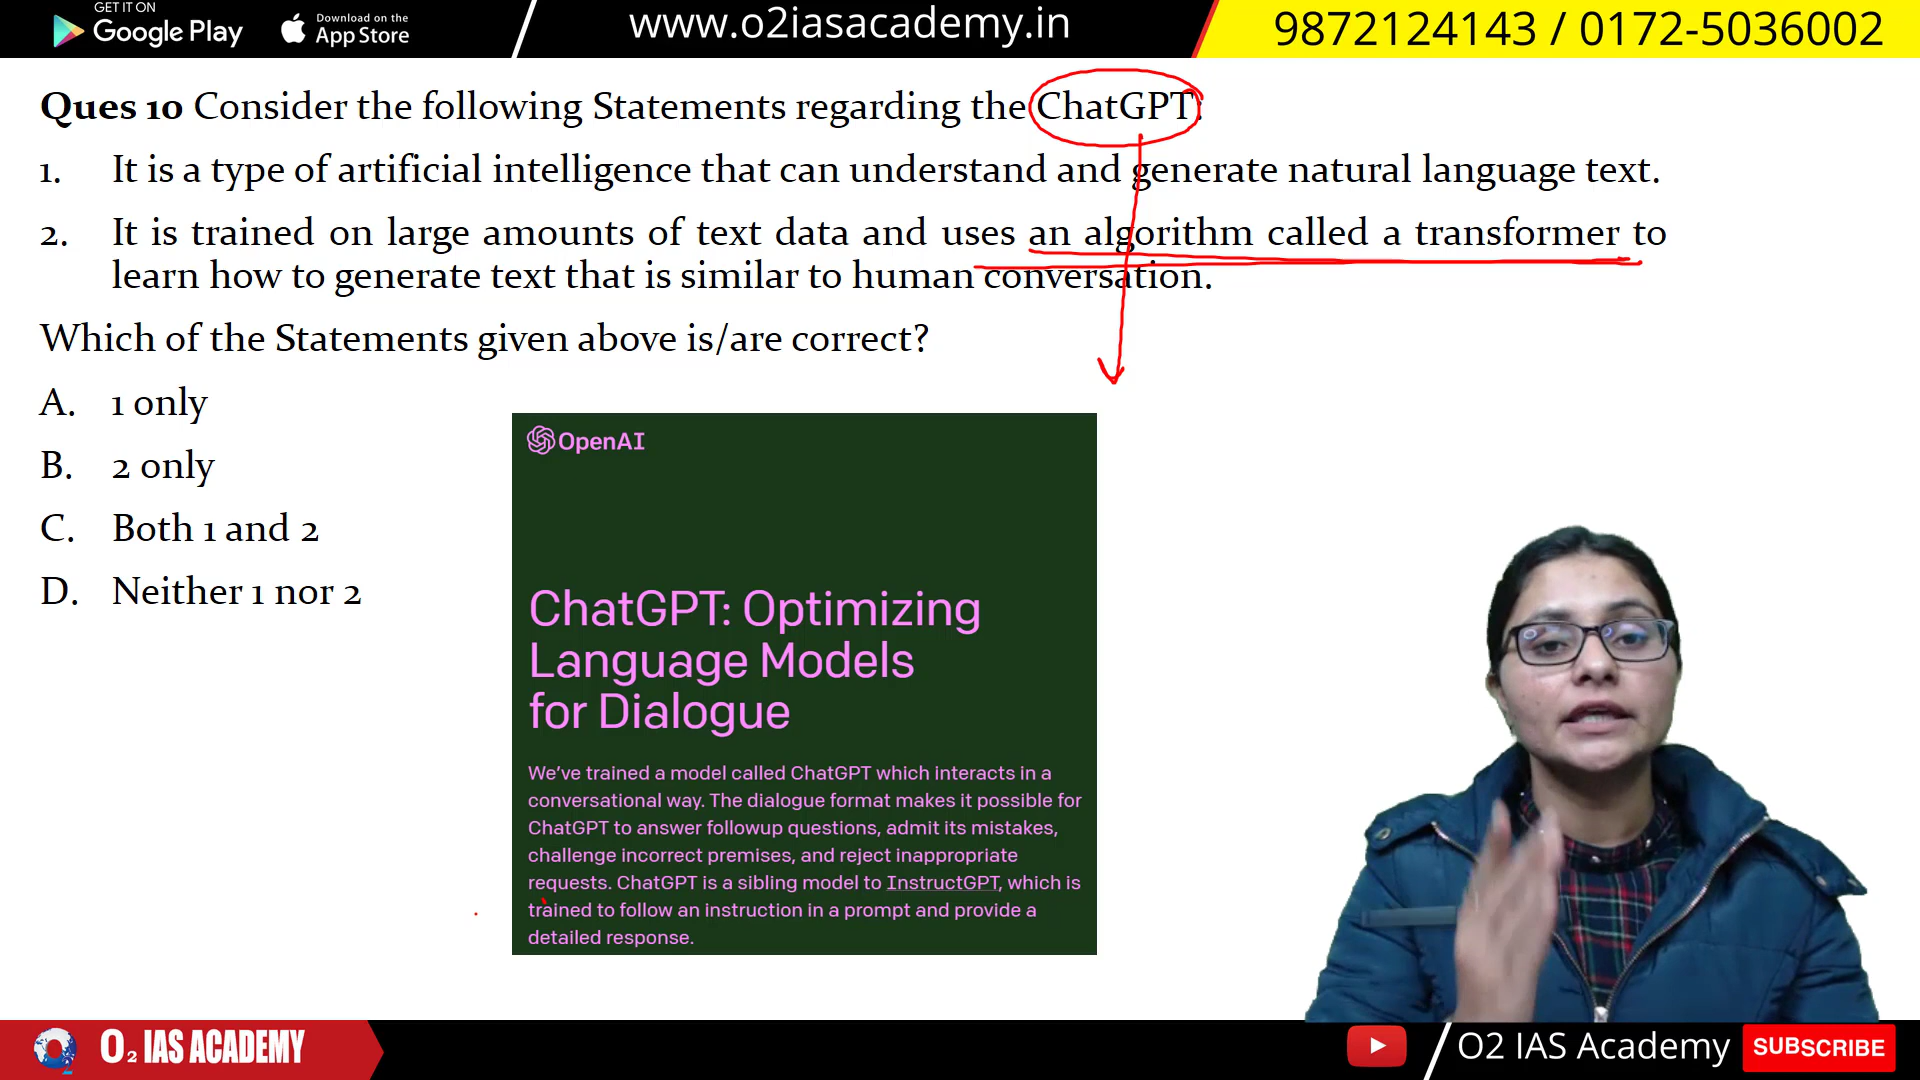 GET IT ON
Google Play
Download on the
App Store
www.o2iasacademy.in
9872124143 / 0172-5036002
Ques 10 Consider the following Statements regarding the ChatGPT:
1. It is a type of artificial intelligence that can understand and generate natural language text.
2. It is trained on large amounts of text data and uses an algorithm called a transformer to
learn how to generate text that is similar to human conversation.
Which of the Statements given above is/are correct?
A. 1 only
B. 2 only
C. Both 1 and 2
D. Neither 1 nor 2
OpenAI
ChatGPT: Optimizing
Language Models
for Dialogue
We've trained a model called ChatGPT which interacts in a
conversational way. The dialogue format makes it possible for
ChatGPT to answer followup questions, admit its mistakes,
challenge incorrect premises, and reject inappropriate
requests. ChatGPT is a sibling model to InstructGPT, which is
trained to follow an instruction in a prompt and provide a
detailed response.
O2 IAS ACADEMY
O2 IAS Academy
SUBSCRIBE